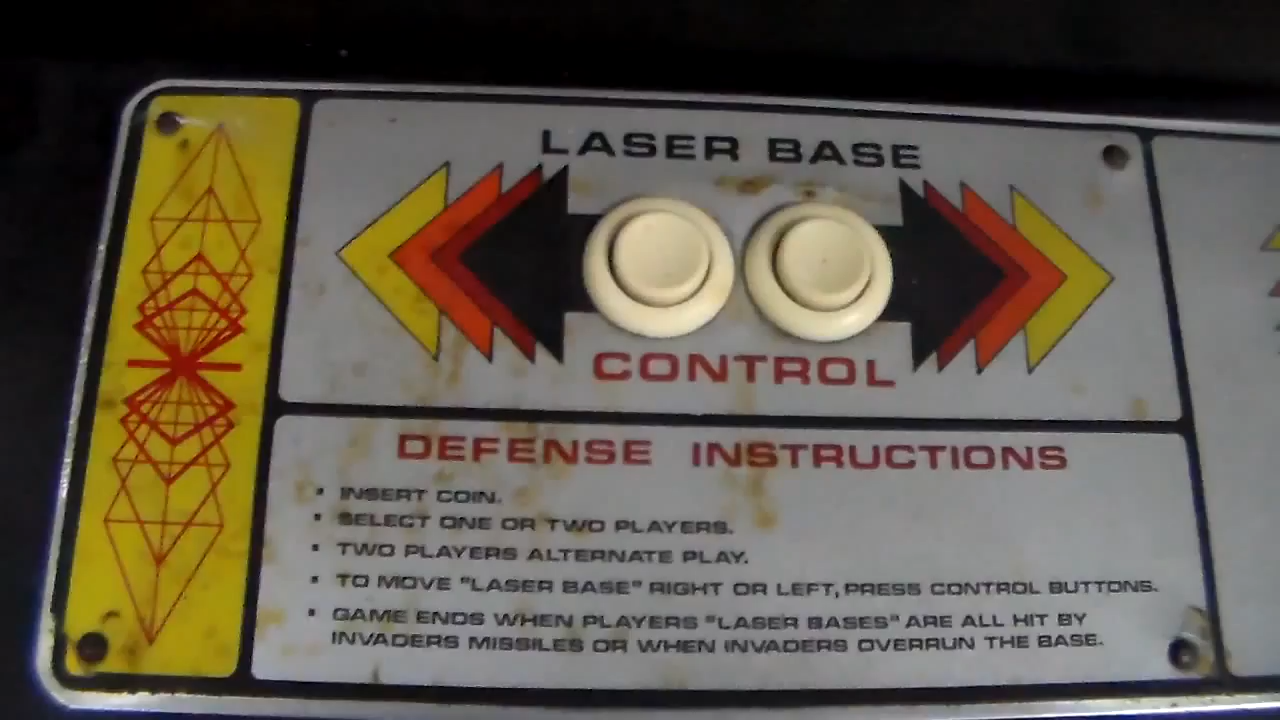 LASER BASE
CONTROL
DEFENSE INSTRUCTIONS
▪ INSERT COIN.
▪ SELECT ONE OR TWO PLAYERS.
▪ TWO PLAYERS ALTERNATE PLAY.
▪ TO MOVE "LASER BASE" RIGHT OR LEFT, PRESS CONTROL BUTTONS.
▪ GAME ENDS WHEN PLAYERS "LASER BASES" ARE ALL HIT BY
INVADERS MISSILES OR WHEN INVADERS OVERRUN THE BASE.